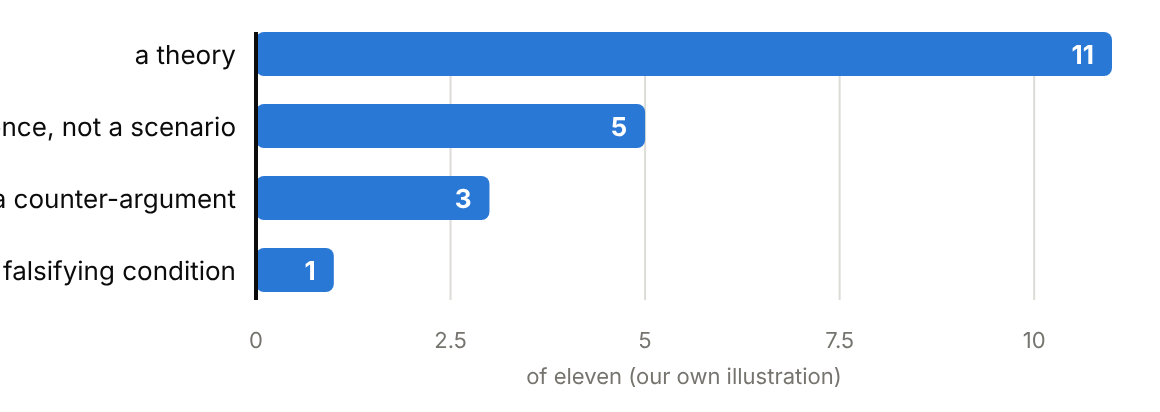 a theory
11
not a scenario
5
a counter-argument
3
falsifying condition
1
0 2.5 5 7.5 10
of eleven (our own illustration)